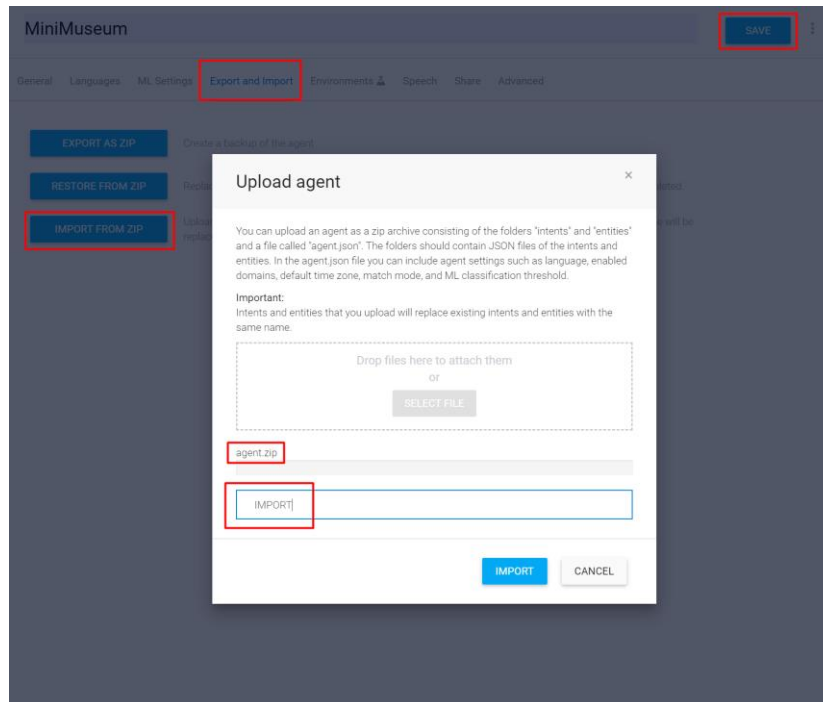 MiniMuseum
SAVE
General Languages ML Settings Export and Import Environments Speech Share Advanced
EXPORT AS ZIP Create a backup of the agent
RESTORE FROM ZIP
IMPORT FROM ZIP
will be
Upload agent ×
You can upload an agent as a zip archive consisting of the folders "intents" and "entities"
and a file called "agent.json". The folders should contain JSON files of the intents and
entities. In the agent.json file you can include agent settings such as language, enabled
domains, default time zone, match mode, and ML classification threshold.
Important:
Intents and entities that you upload will replace existing intents and entities with the
same name.
Drop files here to attach them
or
SELECT FILE
agent.zip
IMPORT
IMPORT CANCEL